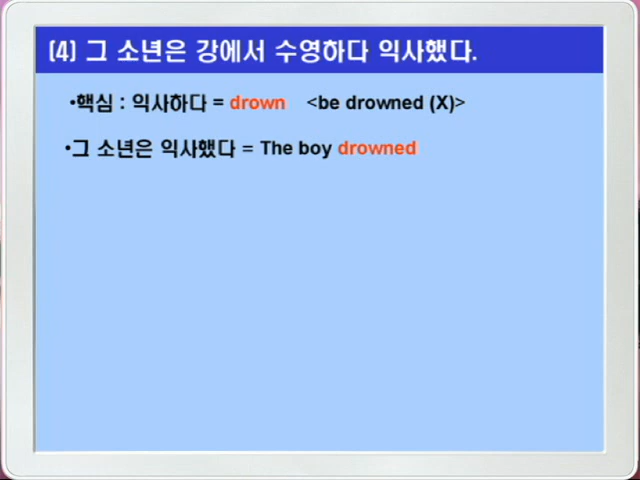 [4] 그 소년은 강에서 수영하다 익사했다.
•핵심 : 익사하다 = drown <be drowned (X)>
•그 소년은 익사했다 = The boy drowned